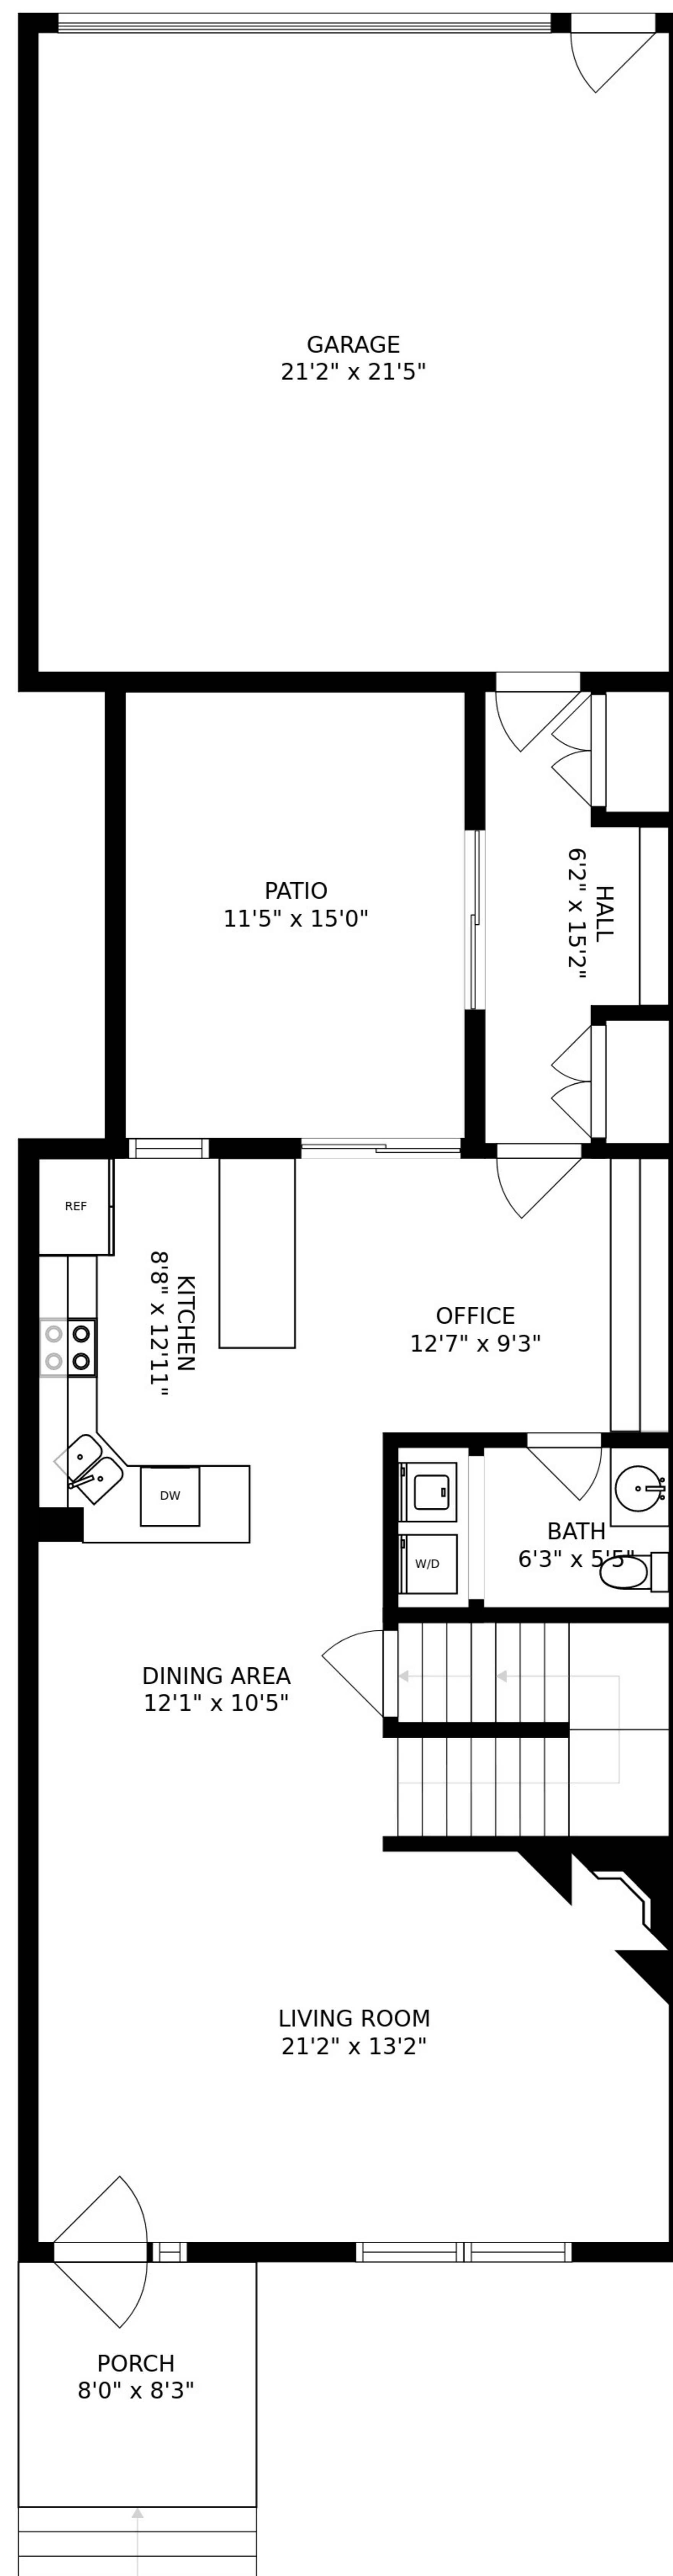 GARAGE
21'2" x 21'5"
PATIO
11'5" x 15'0"
HALL
6'2" x 15'2"
REF
KITCHEN
8'8" x 12'11"
OFFICE
12'7" x 9'3"
DW
BATH
6'3" x 5'5"
W/D
DINING AREA
12'1" x 10'5"
LIVING ROOM
21'2" x 13'2"
PORCH
8'0" x 8'3"